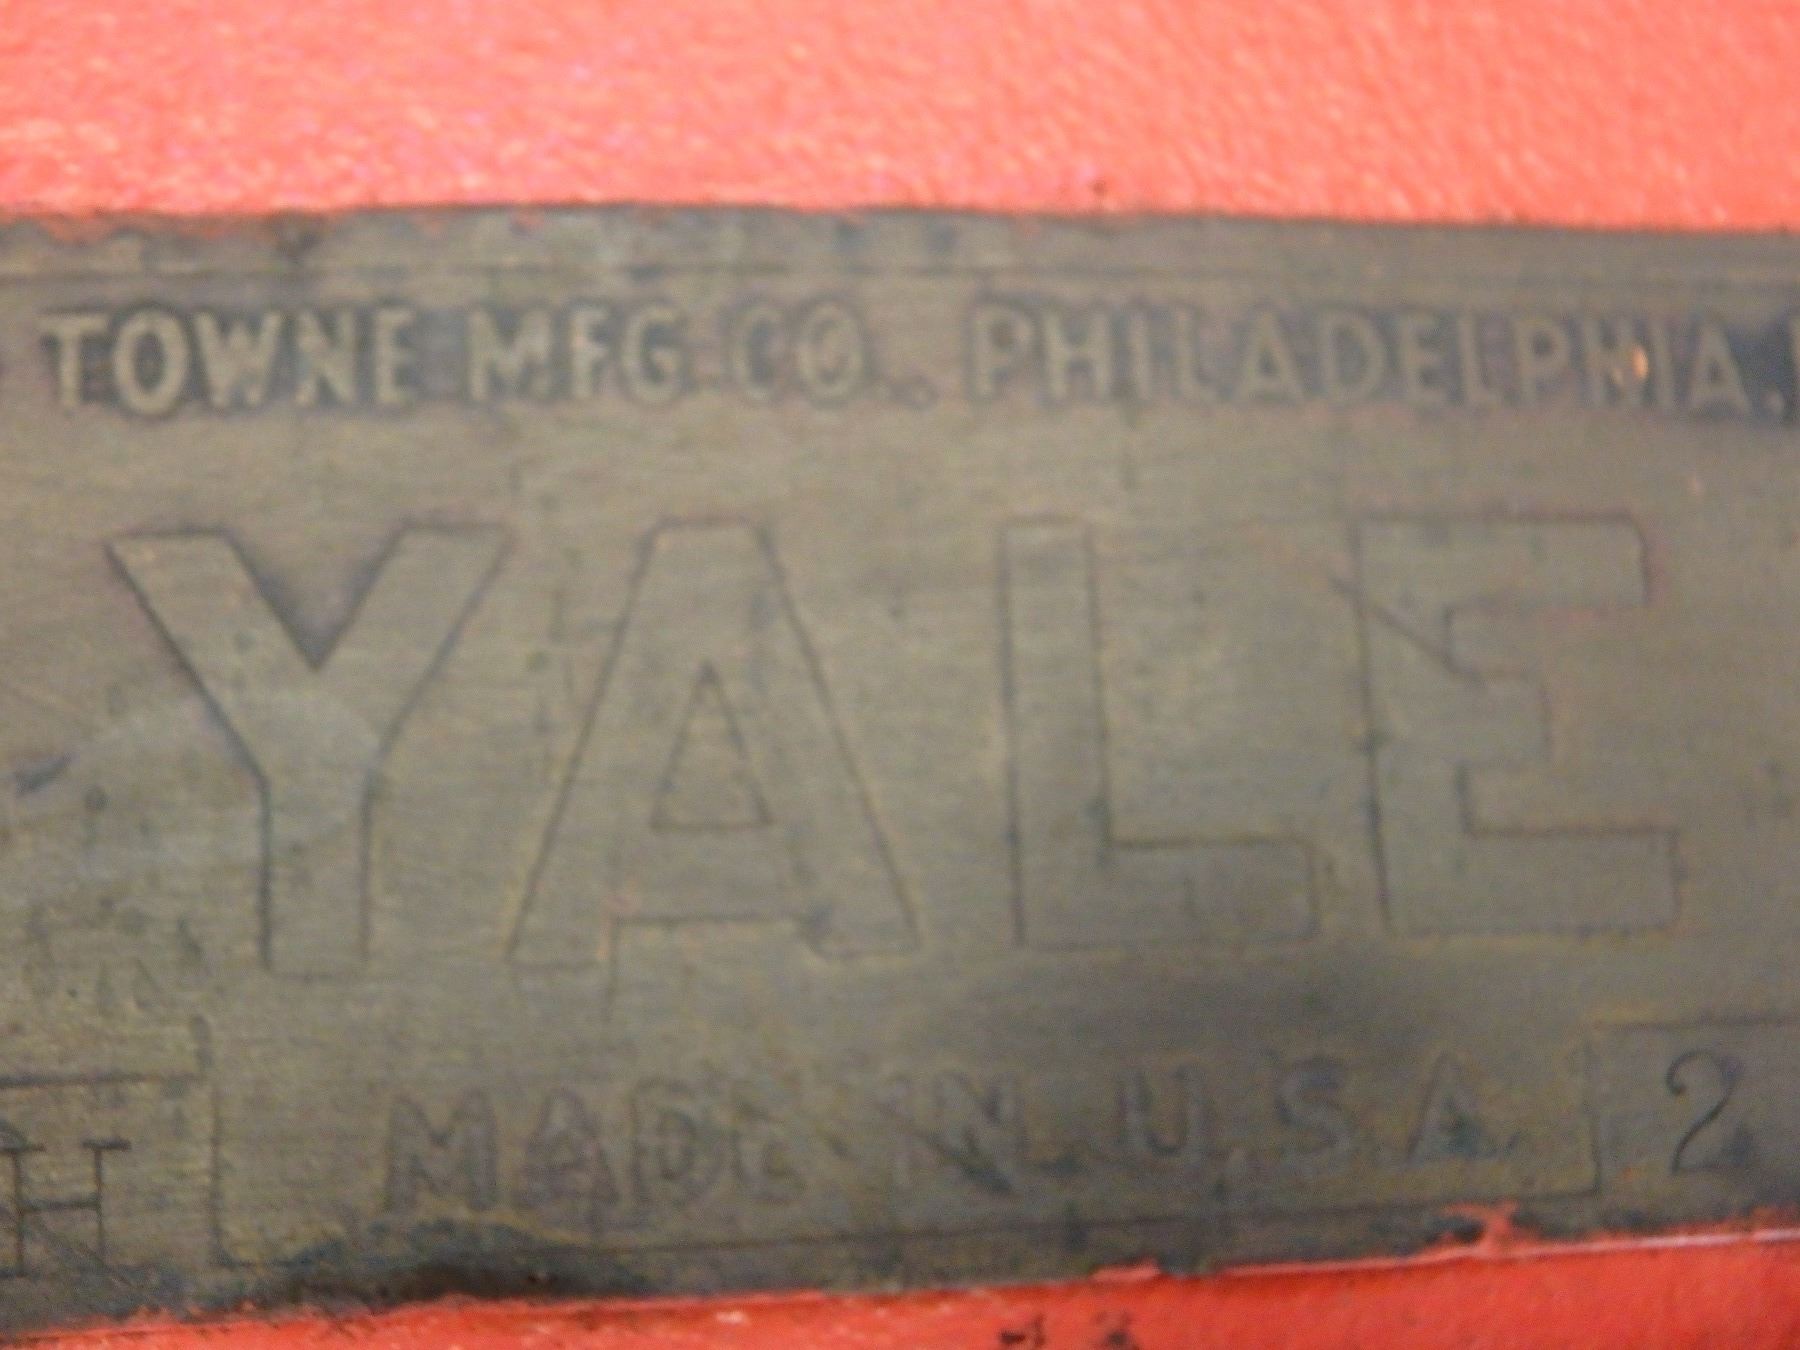 TOWNE MFG. CO., PHILADELPHIA,
YALE
MADE IN U.S.A.
H
2